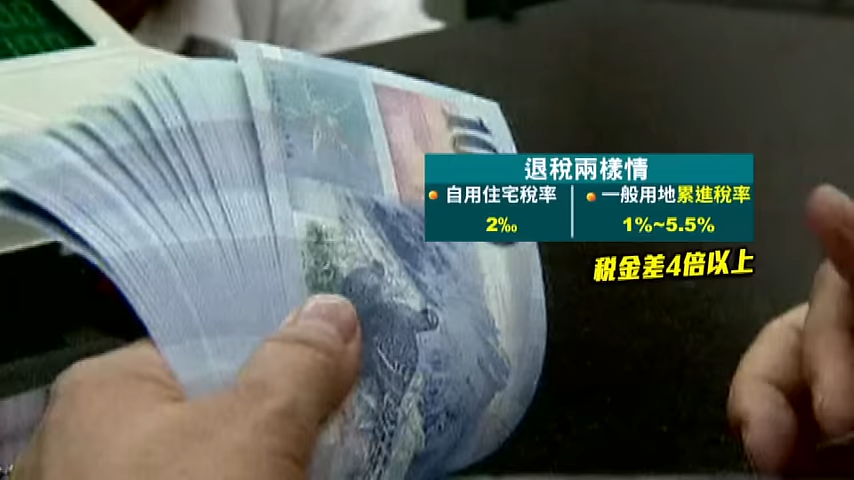 退稅兩樣情
自用住宅稅率
2‰
一般用地累進稅率
1%~5.5%
稅金差4倍以上